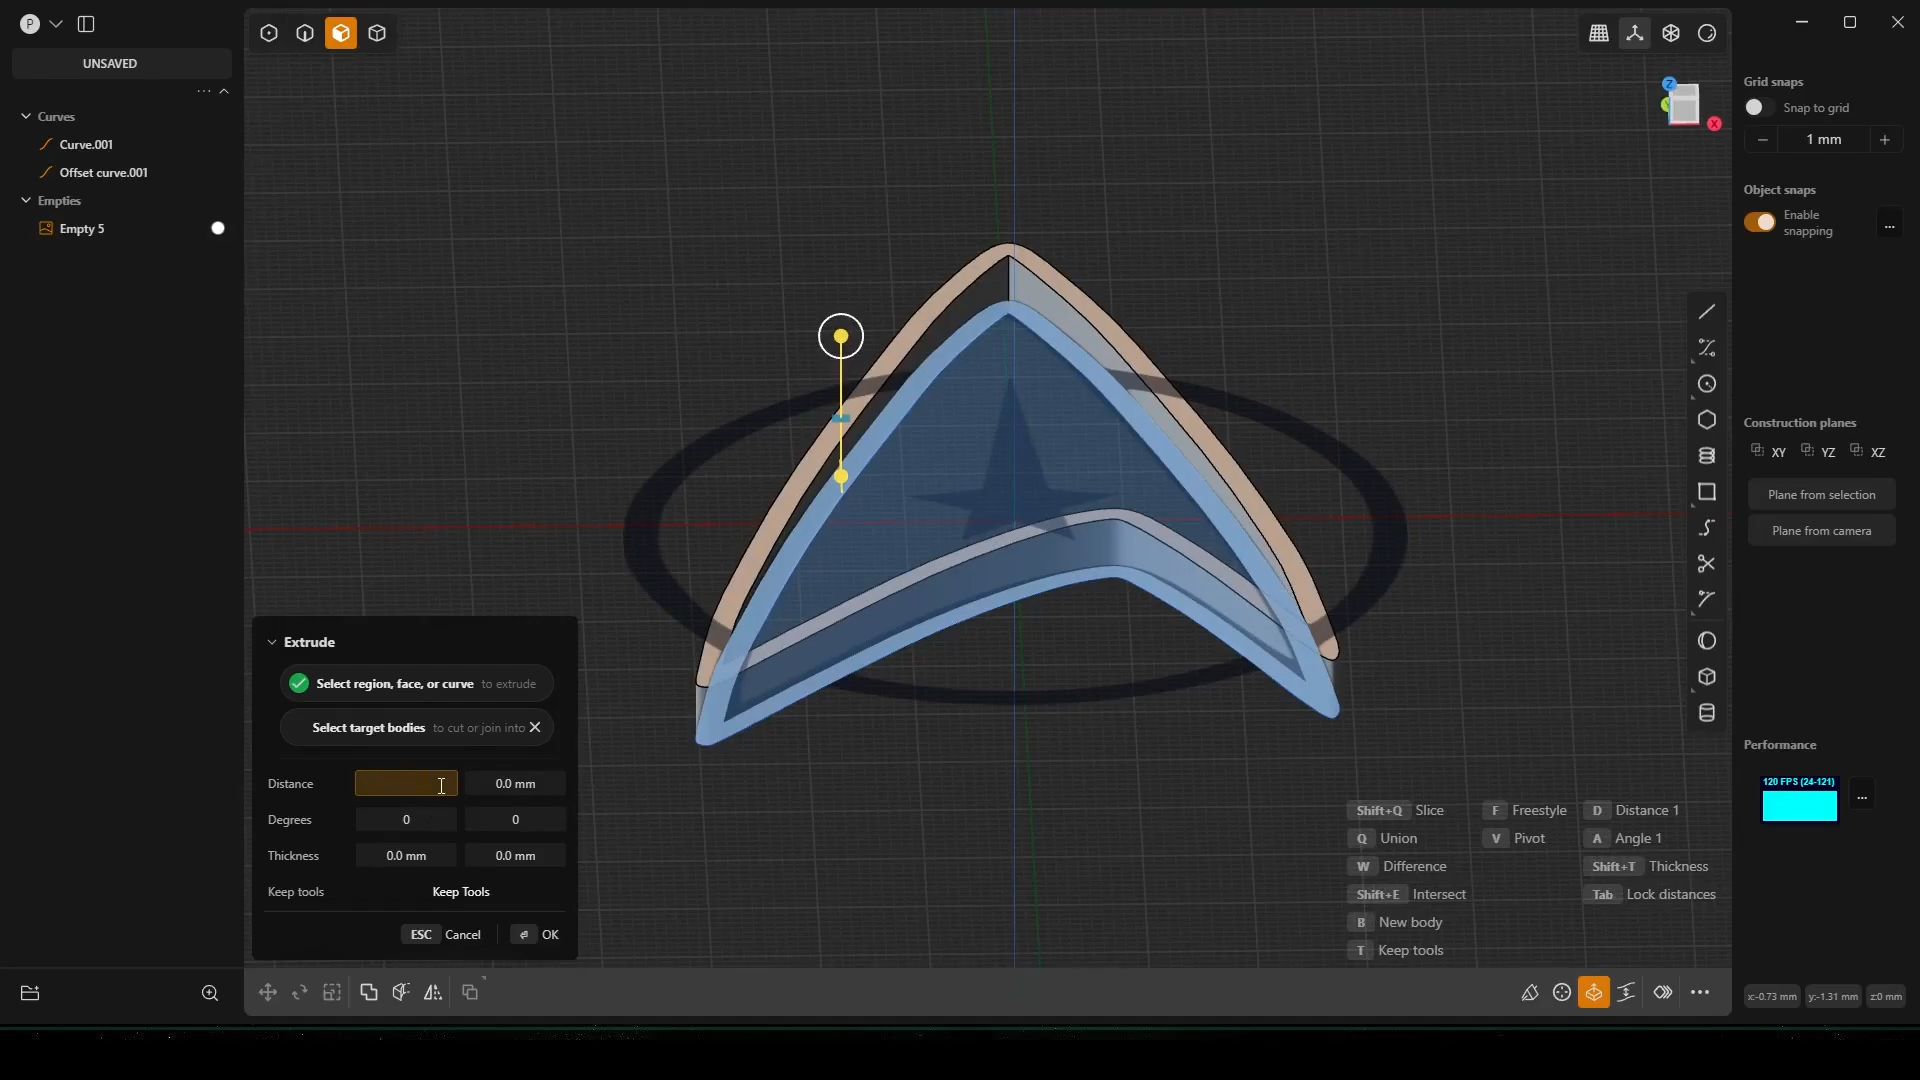 P
UNSAVED
...
Curves
Curve.001
Offset curve.001
Empties
Empty 5
Z
Y
X
Grid snaps
Snap to grid
1 mm
Object snaps
Enable
snapping
...
Construction planes
XY YZ XZ
Plane from selection
Plane from camera
Performance
120 FPS (24-121)
...
Extrude
Select region, face, or curve to extrude
Select target bodies to cut or join into
Distance 0.0 mm
Degrees 0 0
Thickness 0.0 mm 0.0 mm
Keep tools Keep Tools
ESC Cancel OK
Shift+Q Slice F Freestyle D Distance 1
Q Union V Pivot A Angle 1
W Difference Shift+T Thickness
Shift+E Intersect Tab Lock distances
B New body
T Keep tools
x:-0.73 mm y:-1.31 mm z:0 mm